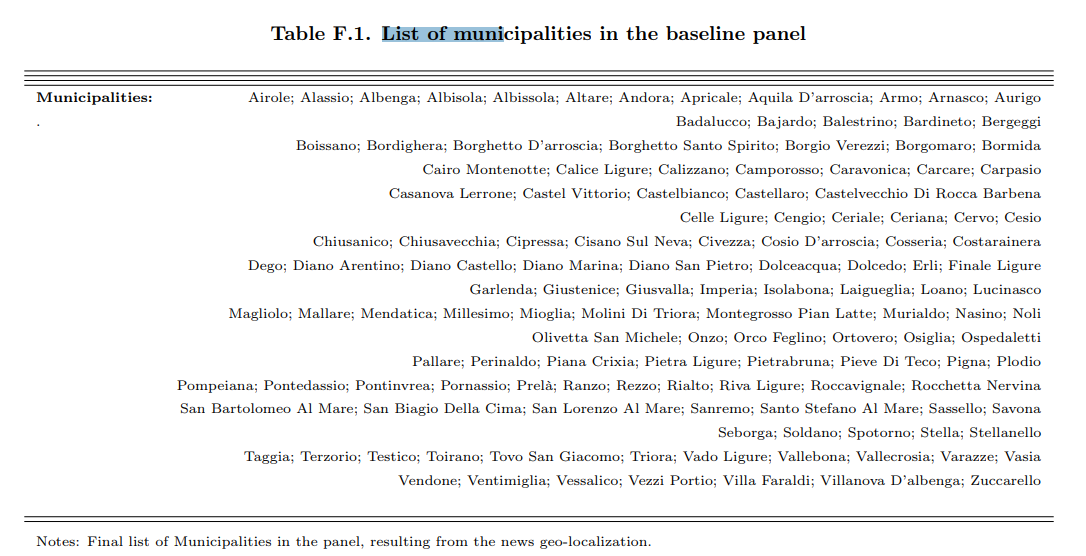 Table F.1. List of municipalities in the baseline panel
Municipalities: Airole; Alassio; Albenga; Albisola; Albissola; Altare; Andora; Apricale; Aquila D'arroscia; Armo; Arnasco; Aurigo
. Badalucco; Bajardo; Balestrino; Bardineto; Bergeggi
Boissano; Bordighera; Borghetto D'arroscia; Borghetto Santo Spirito; Borgio Verezzi; Borgomaro; Bormida
Cairo Montenotte; Calice Ligure; Calizzano; Camporosso; Caravonica; Carcare; Carpasio
Casanova Lerrone; Castel Vittorio; Castelbianco; Castellaro; Castelvecchio Di Rocca Barbena
Celle Ligure; Cengio; Ceriale; Ceriana; Cervo; Cesio
Chiusanico; Chiusavecchia; Cipressa; Cisano Sul Neva; Civezza; Cosio D'arroscia; Cosseria; Costarainera
Dego; Diano Arentino; Diano Castello; Diano Marina; Diano San Pietro; Dolceacqua; Dolcedo; Erli; Finale Ligure
Garlenda; Giustenice; Giusvalla; Imperia; Isolabona; Laigueglia; Loano; Lucinasco
Magliolo; Mallare; Mendatica; Millesimo; Mioglia; Molini Di Triora; Montegrosso Pian Latte; Murialdo; Nasino; Noli
Olivetta San Michele; Onzo; Orco Feglino; Ortovero; Osiglia; Ospedaletti
Pallare; Perinaldo; Piana Crixia; Pietra Ligure; Pietrabruna; Pieve Di Teco; Pigna; Plodio
Pompeiana; Pontedassio; Pontinvrea; Pornassio; Prelà; Ranzo; Rezzo; Rialto; Riva Ligure; Roccavignale; Rocchetta Nervina
San Bartolomeo Al Mare; San Biagio Della Cima; San Lorenzo Al Mare; Sanremo; Santo Stefano Al Mare; Sassello; Savona
Seborga; Soldano; Spotorno; Stella; Stellanello
Taggia; Terzorio; Testico; Toirano; Tovo San Giacomo; Triora; Vado Ligure; Vallebona; Vallecrosia; Varazze; Vasia
Vendone; Ventimiglia; Vessalico; Vezzi Portio; Villa Faraldi; Villanova D'albenga; Zuccarello
Notes: Final list of Municipalities in the panel, resulting from the news geo-localization.